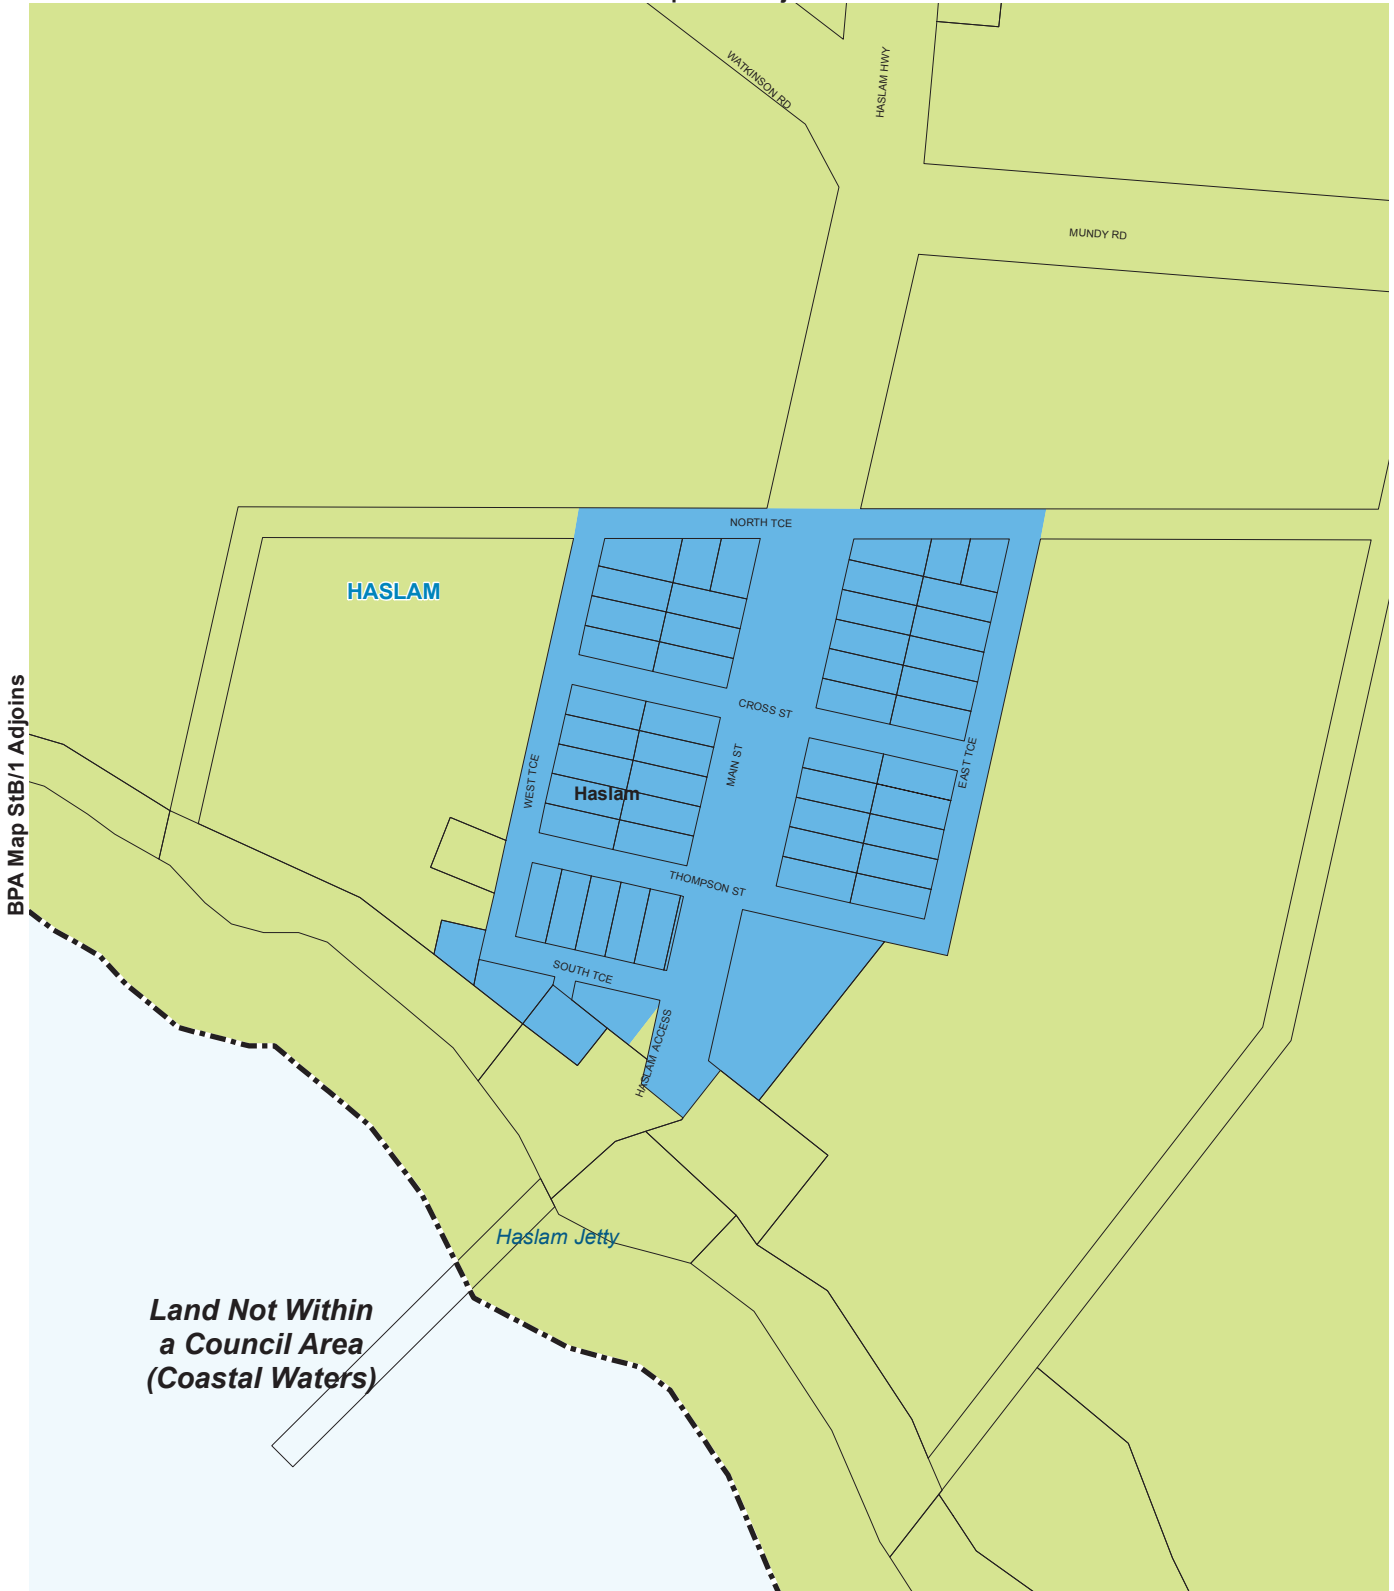 WATKINSON RD
HASLAM HWY
MUNDY RD
NORTH TCE
HASLAM
CROSS ST
MAIN ST
EAST TCE
WEST TCE
Haslam
BPA Map StB/1 Adjoins
THOMPSON ST
SOUTH TCE
HASLAM ACCESS
Haslam Jetty
Land Not Within
a Council Area
(Coastal Waters)